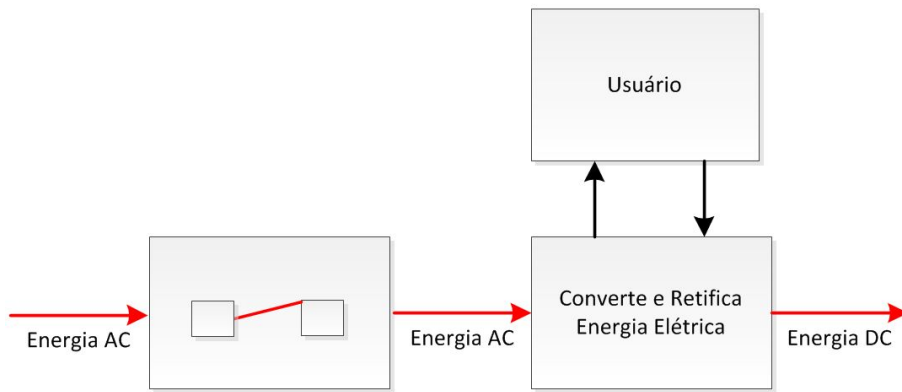 Usuário
Energia AC
Energia AC
Converte e Retifica
Energia Elétrica
Energia DC